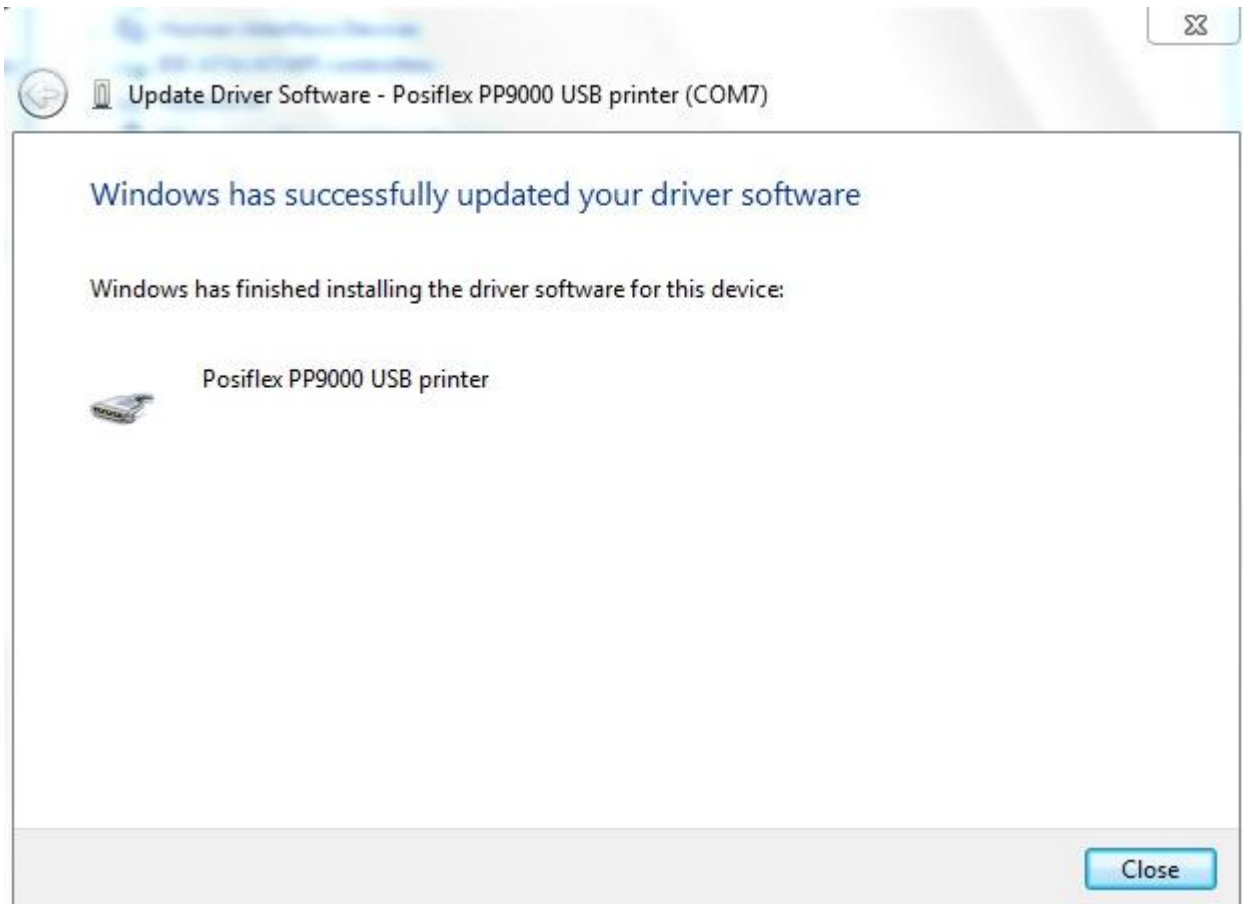 Update Driver Software - Posiflex PP9000 USB printer (COM7)
Windows has successfully updated your driver software
Windows has finished installing the driver software for this device:
Posiflex PP9000 USB printer
Close